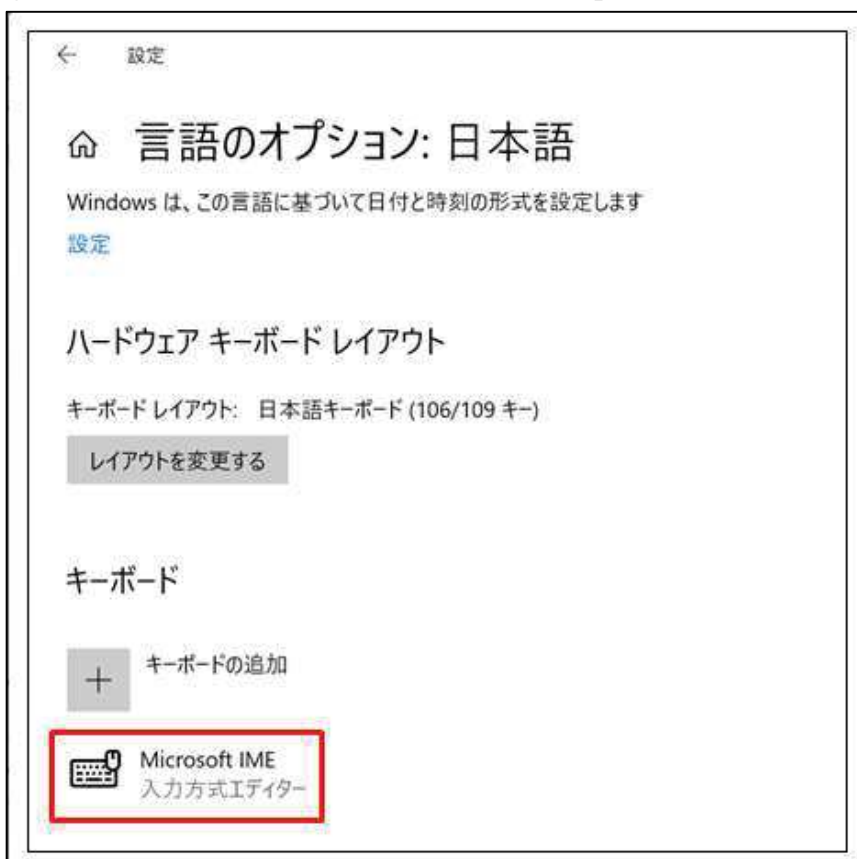 ← 設定
言語のオプション: 日本語
Windows は、この言語に基づいて日付と時刻の形式を設定します
設定
ハードウェア キーボード レイアウト
キーボード レイアウト: 日本語キーボード (106/109 キー)
レイアウトを変更する
キーボード
キーボードの追加
Microsoft IME
入力方式エディター